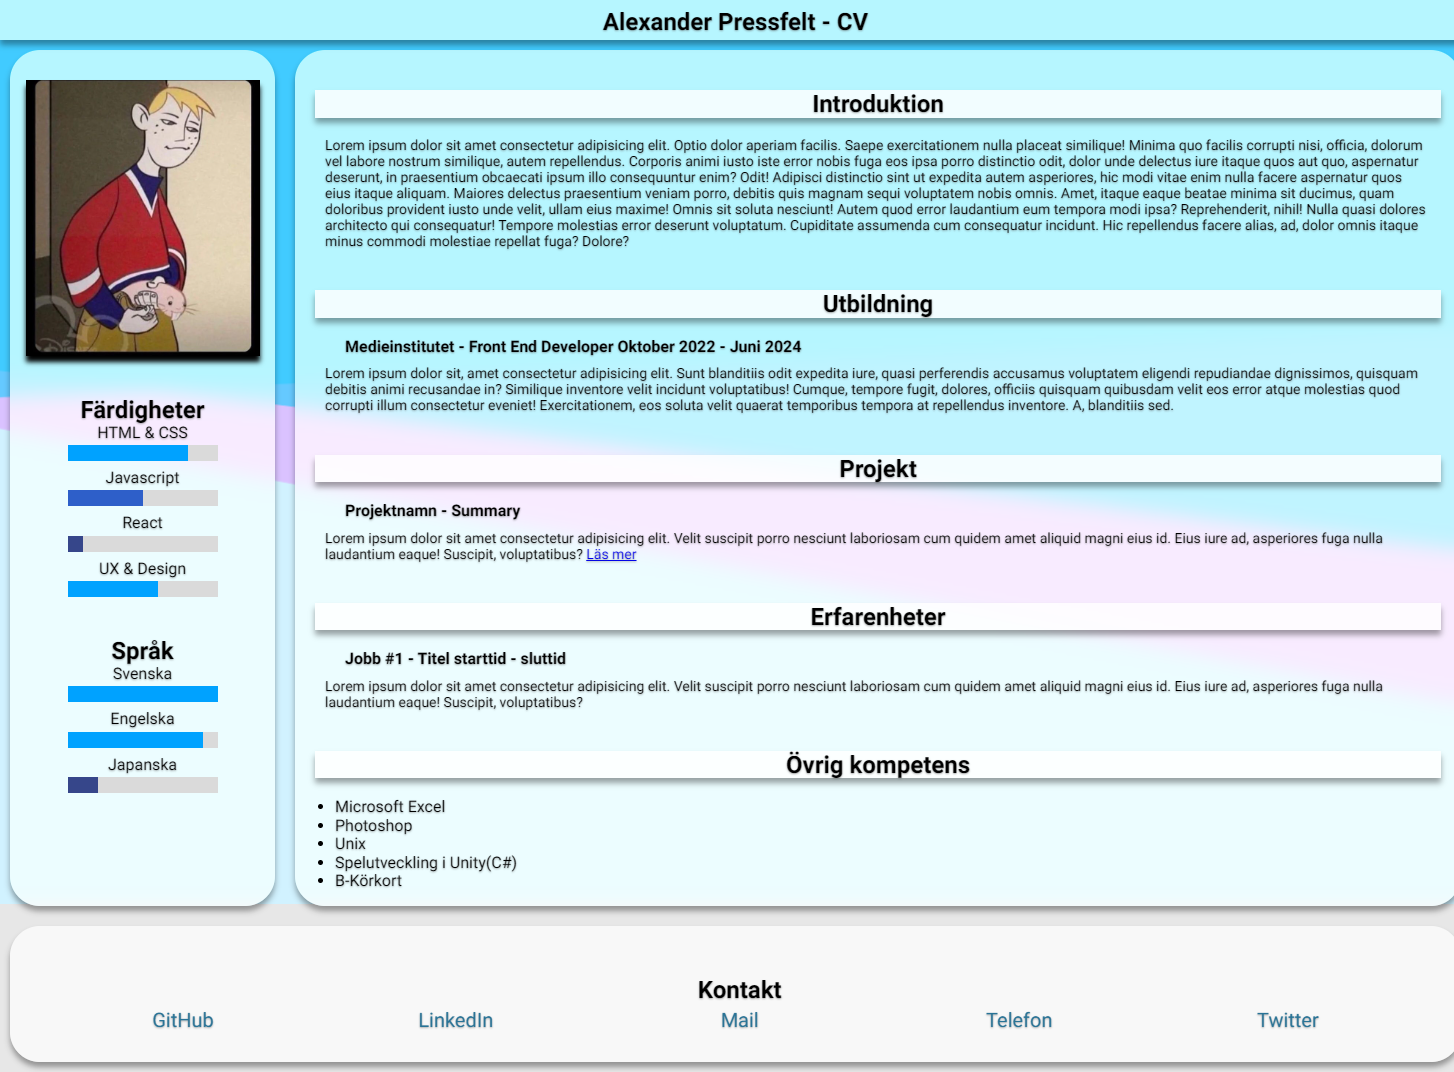 Alexander Pressfelt - CV
Färdigheter
HTML & CSS
Javascript
React
UX & Design
Språk
Svenska
Engelska
Japanska
Introduktion
Lorem ipsum dolor sit amet consectetur adipisicing elit. Optio dolor aperiam facilis. Saepe exercitationem nulla placeat similique! Minima quo facilis corrupti nisi, officia, dolorum
vel labore nostrum similique, autem repellendus. Corporis animi iusto iste error nobis fuga eos ipsa porro distinctio odit, dolor unde delectus iure itaque quos aut quo, aspernatur
deserunt, in praesentium obcaecati ipsum illo consequuntur enim? Odit! Adipisci distinctio sint ut expedita autem asperiores, hic modi vitae enim nulla facere aspernatur quos
eius itaque aliquam. Maiores delectus praesentium veniam porro, debitis quis magnam sequi voluptatem nobis omnis. Amet, itaque eaque beatae minima sit ducimus, quam
doloribus provident iusto unde velit, ullam eius maxime! Omnis sit soluta nesciunt! Autem quod error laudantium eum tempora modi ipsa? Reprehenderit, nihil! Nulla quasi dolores
architecto qui consequatur! Tempore molestias error deserunt voluptatum. Cupiditate assumenda cum consequatur incidunt. Hic repellendus facere alias, ad, dolor omnis itaque
minus commodi molestiae repellat fuga? Dolore?
Utbildning
Medieinstitutet - Front End Developer Oktober 2022 - Juni 2024
Lorem ipsum dolor sit, amet consectetur adipisicing elit. Sunt blanditiis odit expedita iure, quasi perferendis accusamus voluptatem eligendi repudiandae dignissimos, quisquam
debitis animi recusandae in? Similique inventore velit incidunt voluptatibus! Cumque, tempore fugit, dolores, officiis quisquam quibusdam velit eos error atque molestias quod
corrupti illum consectetur eveniet! Exercitationem, eos soluta velit quaerat temporibus tempora at repellendus inventore. A, blanditiis sed.
Projekt
Projektnamn - Summary
Lorem ipsum dolor sit amet consectetur adipisicing elit. Velit suscipit porro nesciunt laboriosam cum quidem amet aliquid magni eius id. Eius iure ad, asperiores fuga nulla
laudantium eaque! Suscipit, voluptatibus? Läs mer
Erfarenheter
Jobb #1 - Titel starttid - sluttid
Lorem ipsum dolor sit amet consectetur adipisicing elit. Velit suscipit porro nesciunt laboriosam cum quidem amet aliquid magni eius id. Eius iure ad, asperiores fuga nulla
laudantium eaque! Suscipit, voluptatibus?
Övrig kompetens
• Microsoft Excel
• Photoshop
• Unix
• Spelutveckling i Unity(C#)
• B-Körkort
Kontakt
GitHub LinkedIn Mail Telefon Twitter